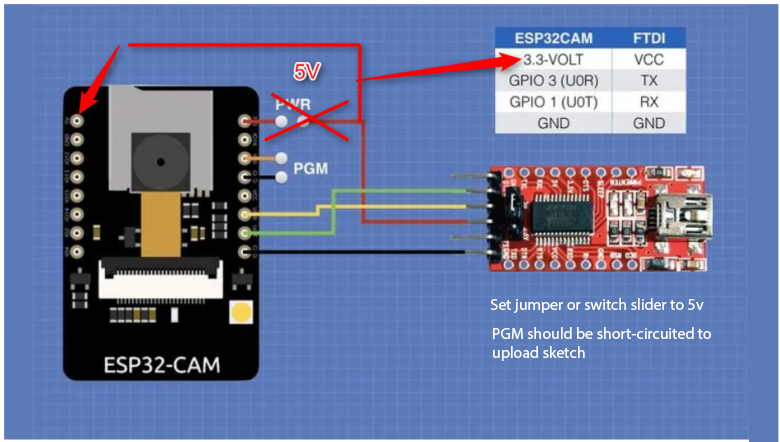 ESP32CAM FTDI
3.3-VOLT VCC
GPIO 3 (U0R) TX
GPIO 1 (U0T) RX
GND GND
5V
PWR
PGM
Set jumper or switch slider to 5v
PGM should be short-circuited to
upload sketch
ESP32-CAM